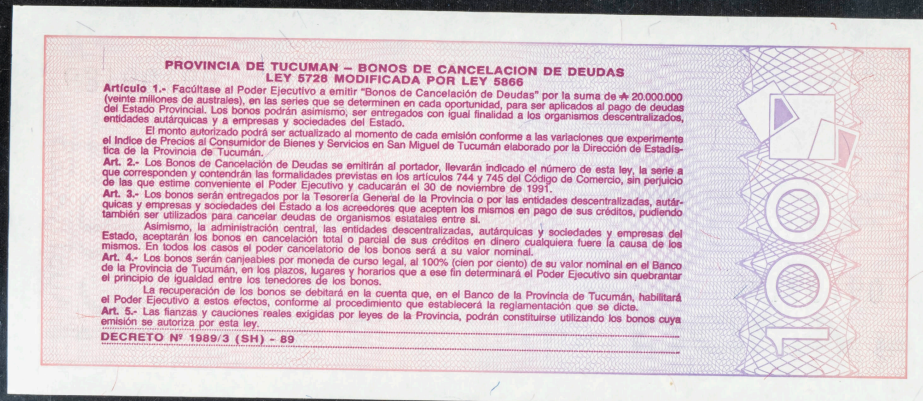 PROVINCIA DE TUCUMAN – BONOS DE CANCELACION DE DEUDAS
LEY 5728 MODIFICADA POR LEY 5866
Artículo 1.- Facúltase al Poder Ejecutivo a emitir "Bonos de Cancelación de Deudas" por la suma de ₳ 20.000.000
(veinte millones de australes), en las series que se determinen en cada oportunidad, para ser aplicados al pago de deudas
del Estado Provincial. Los bonos podrán asimismo, ser entregados con igual finalidad a los organismos descentralizados,
entidades autárquicas y a empresas y sociedades del Estado.
El monto autorizado podrá ser actualizado al momento de cada emisión conforme a las variaciones que experimente
el Indice de Precios al Consumidor de Bienes y Servicios en San Miguel de Tucumán elaborado por la Dirección de Estadís-
tica de la Provincia de Tucumán.
Art. 2.- Los Bonos de Cancelación de Deudas se emitirán al portador, llevarán indicado el número de esta ley, la serie a
que corresponden y contendrán las formalidades previstas en los artículos 744 y 745 del Código de Comercio, sin perjuicio
de las que estime conveniente el Poder Ejecutivo y caducarán el 30 de noviembre de 1991.
Art. 3.- Los bonos serán entregados por la Tesorería General de la Provincia o por las entidades descentralizadas, autár-
quicas y empresas y sociedades del Estado a los acreedores que acepten los mismos en pago de sus créditos, pudiendo
también ser utilizados para cancelar deudas de organismos estatales entre si.
Asimismo, la administración central, las entidades descentralizadas, autárquicas y sociedades y empresas del
Estado, aceptarán los bonos en cancelación total o parcial de sus créditos en dinero cualquiera fuere la causa de los
mismos. En todos los casos el poder cancelatorio de los bonos será a su valor nominal.
Art. 4.- Los bonos serán canjeables por moneda de curso legal, al 100% (cien por ciento) de su valor nominal en el Banco
de la Provincia de Tucumán, en los plazos, lugares y horarios que a ese fin determinará el Poder Ejecutivo sin quebrantar
el principio de igualdad entre los tenedores de los bonos.
La recuperación de los bonos se debitará en la cuenta que, en el Banco de la Provincia de Tucumán, habilitará
el Poder Ejecutivo a estos efectos, conforme al procedimiento que establecerá la reglamentación que se dicte.
Art. 5.- Las fianzas y cauciones reales exigidas por leyes de la Provincia, podrán constituirse utilizando los bonos cuya
emisión se autoriza por esta ley.
DECRETO Nº 1989/3 (SH) – 89
100